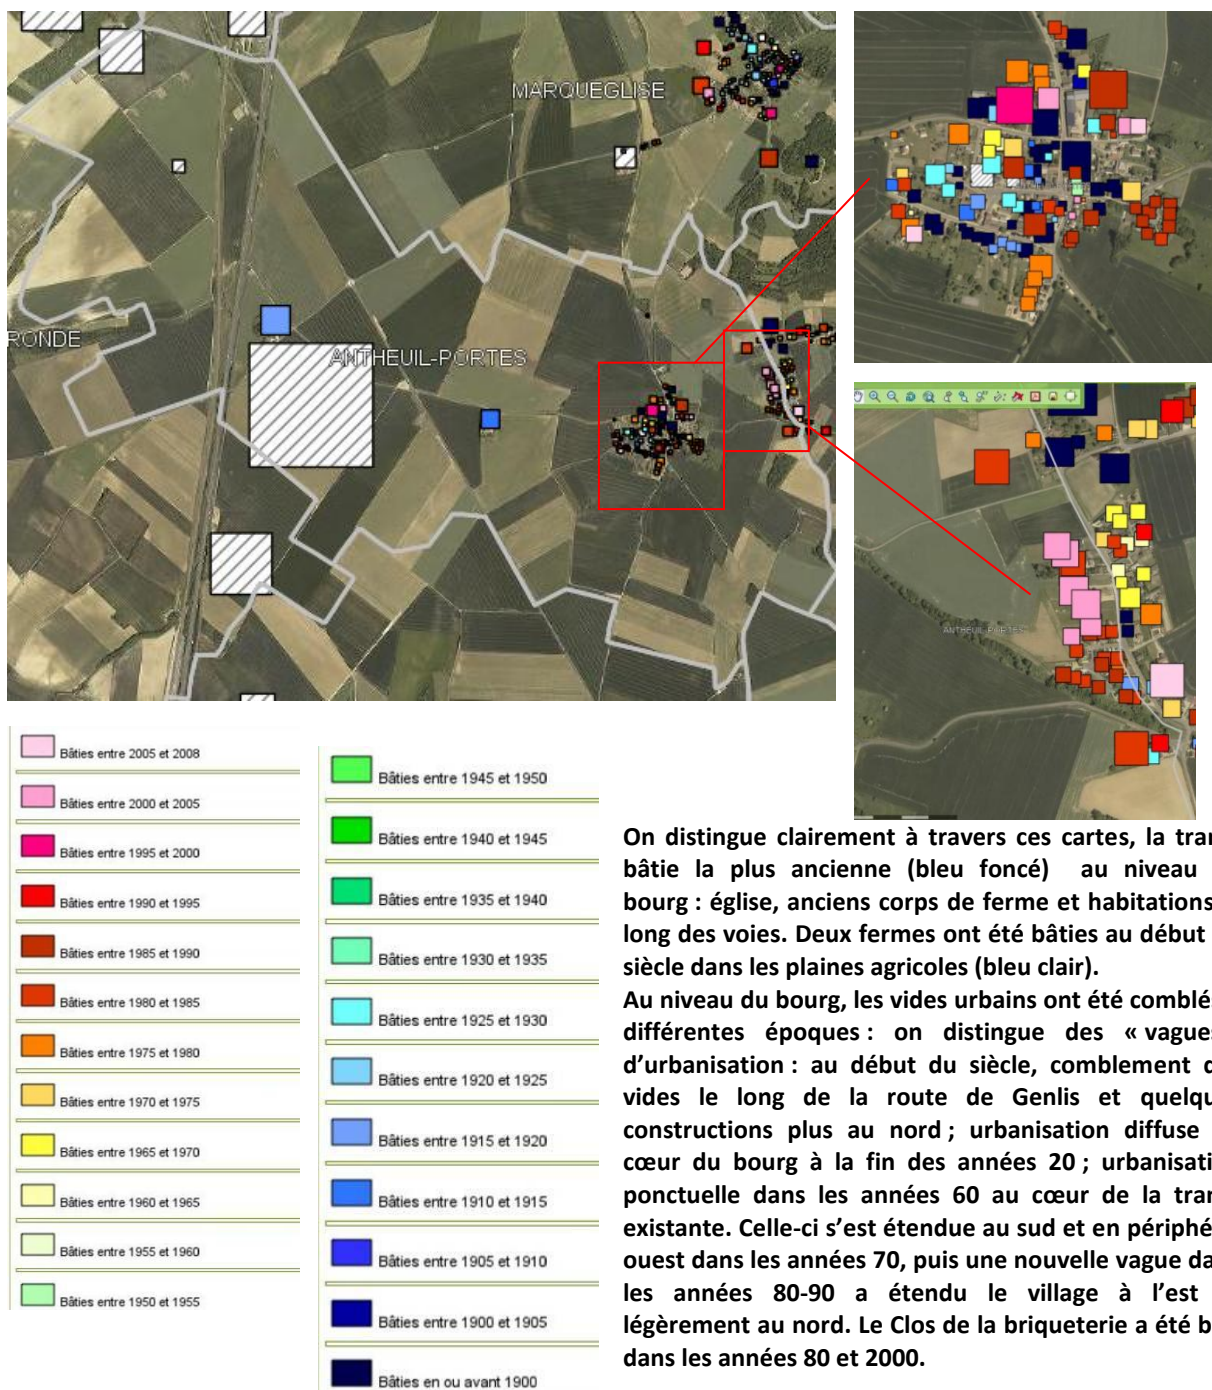 MARQUEGLISE
RONDE
ANTHEUIL-PORTES
ANTHEUIL-PORTES
Bâties entre 2005 et 2008
Bâties entre 2000 et 2005
Bâties entre 1995 et 2000
Bâties entre 1990 et 1995
Bâties entre 1985 et 1990
Bâties entre 1980 et 1985
Bâties entre 1975 et 1980
Bâties entre 1970 et 1975
Bâties entre 1965 et 1970
Bâties entre 1960 et 1965
Bâties entre 1955 et 1960
Bâties entre 1950 et 1955
Bâties entre 1945 et 1950
Bâties entre 1940 et 1945
Bâties entre 1935 et 1940
Bâties entre 1930 et 1935
Bâties entre 1925 et 1930
Bâties entre 1920 et 1925
Bâties entre 1915 et 1920
Bâties entre 1910 et 1915
Bâties entre 1905 et 1910
Bâties entre 1900 et 1905
Bâties en ou avant 1900
On distingue clairement à travers ces cartes, la tram
bâtie la plus ancienne (bleu foncé) au niveau
bourg : église, anciens corps de ferme et habitations
long des voies. Deux fermes ont été bâties au début
siècle dans les plaines agricoles (bleu clair).
Au niveau du bourg, les vides urbains ont été comblés
différentes époques : on distingue des « vagues
d'urbanisation : au début du siècle, comblement d
vides le long de la route de Genlis et quelqu
constructions plus au nord ; urbanisation diffuse
cœur du bourg à la fin des années 20 ; urbanisati
ponctuelle dans les années 60 au cœur de la tram
existante. Celle-ci s'est étendue au sud et en périphé
ouest dans les années 70, puis une nouvelle vague da
les années 80-90 a étendu le village à l'est
légèrement au nord. Le Clos de la briqueterie a été b
dans les années 80 et 2000.